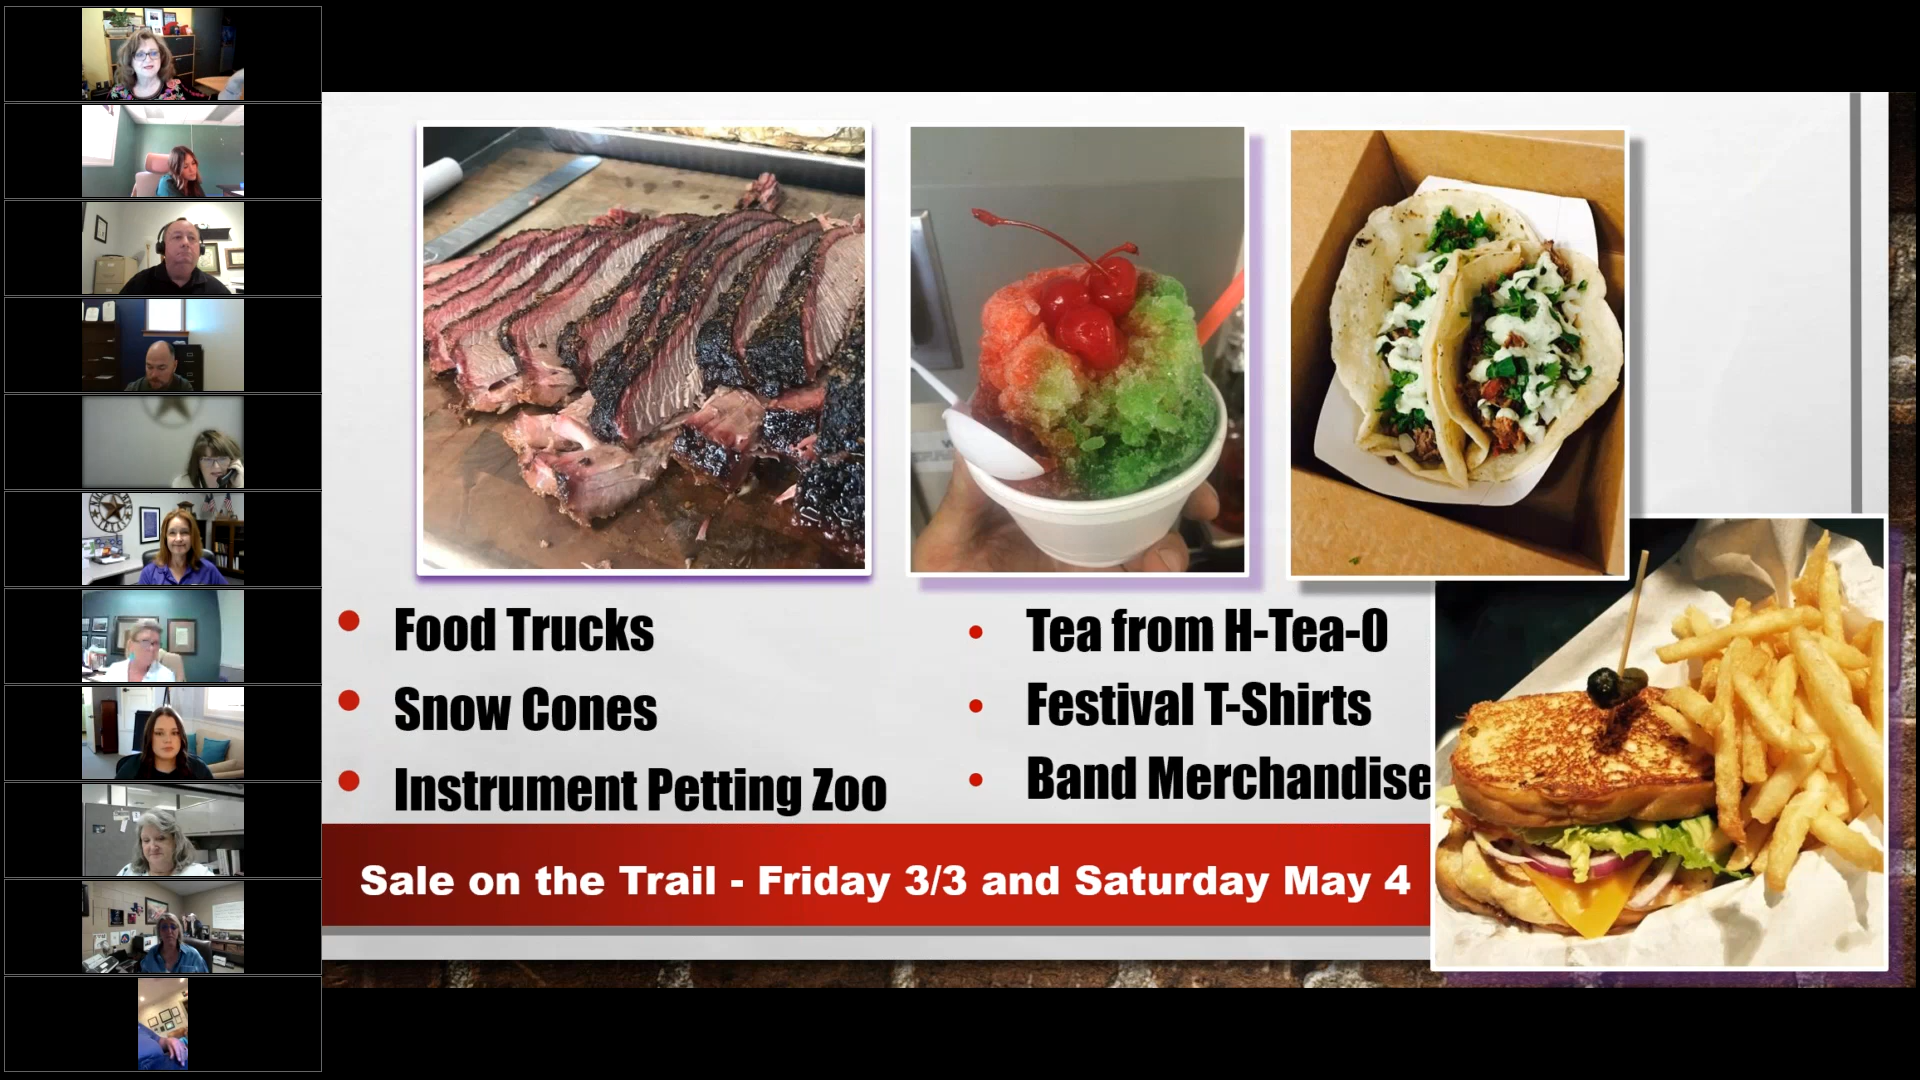 Food Trucks
Snow Cones
Instrument Petting Zoo
Tea from H-Tea-O
Festival T-Shirts
Band Merchandise
Sale on the Trail - Friday 3/3 and Saturday May 4